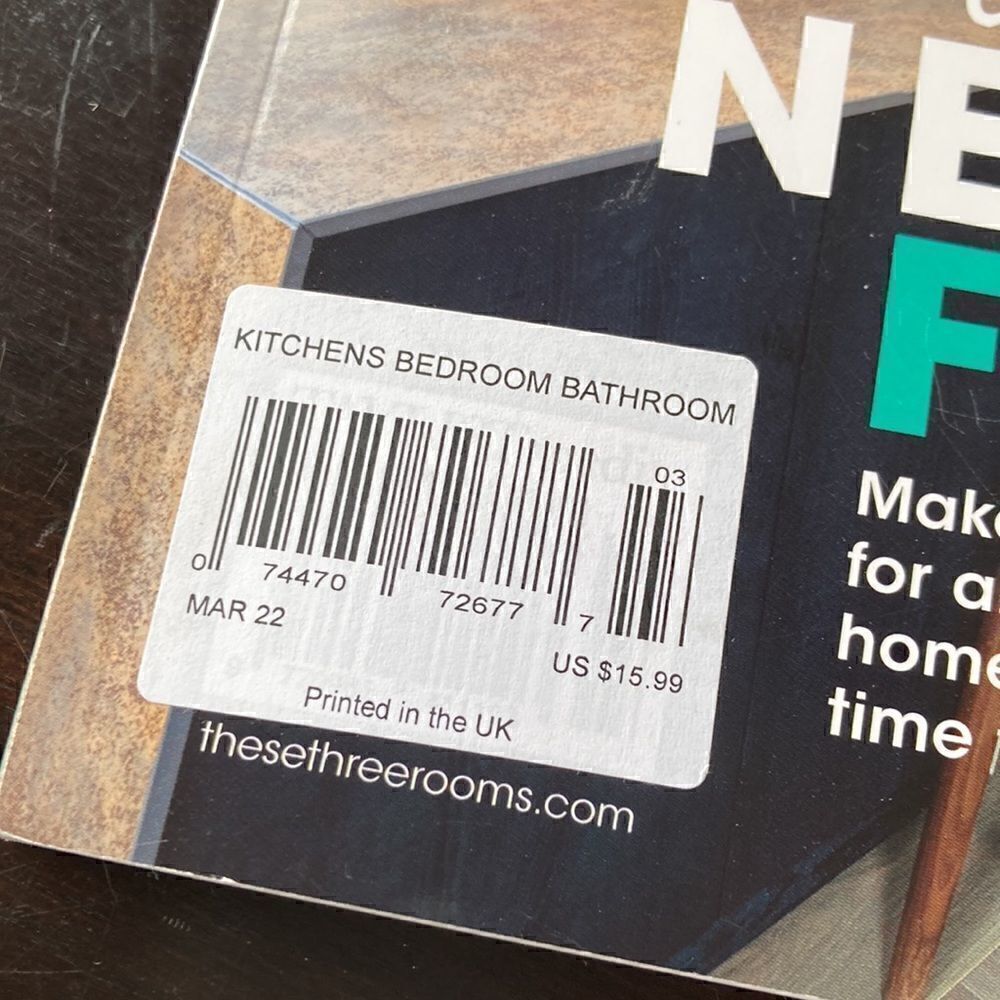 NE
F
Make
for a
home
time
KITCHENS BEDROOM BATHROOM
03
0 74470 72677 7
MAR 22
US $15.99
Printed in the UK
thesethreerooms.com